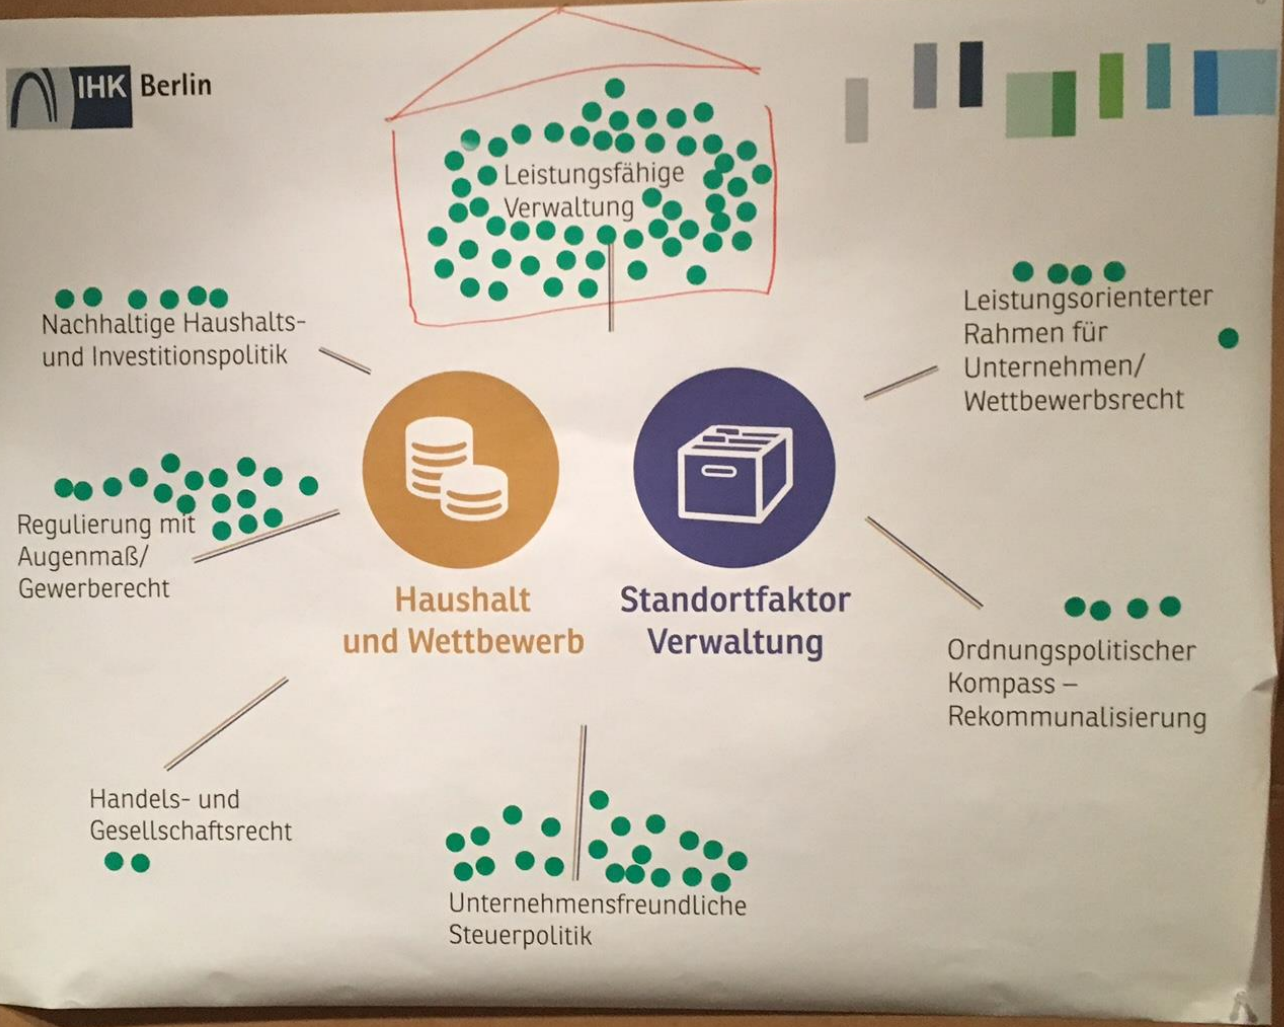 IHK Berlin
Leistungsfähige
Verwaltung
Nachhaltige Haushalts-
und Investitionspolitik
Leistungsorienterter
Rahmen für
Unternehmen/
Wettbewerbsrecht
Regulierung mit
Augenmaß/
Gewerberecht
Haushalt
und Wettbewerb
Standortfaktor
Verwaltung
Ordnungspolitischer
Kompass –
Rekommunalisierung
Handels- und
Gesellschaftsrecht
Unternehmensfreundliche
Steuerpolitik